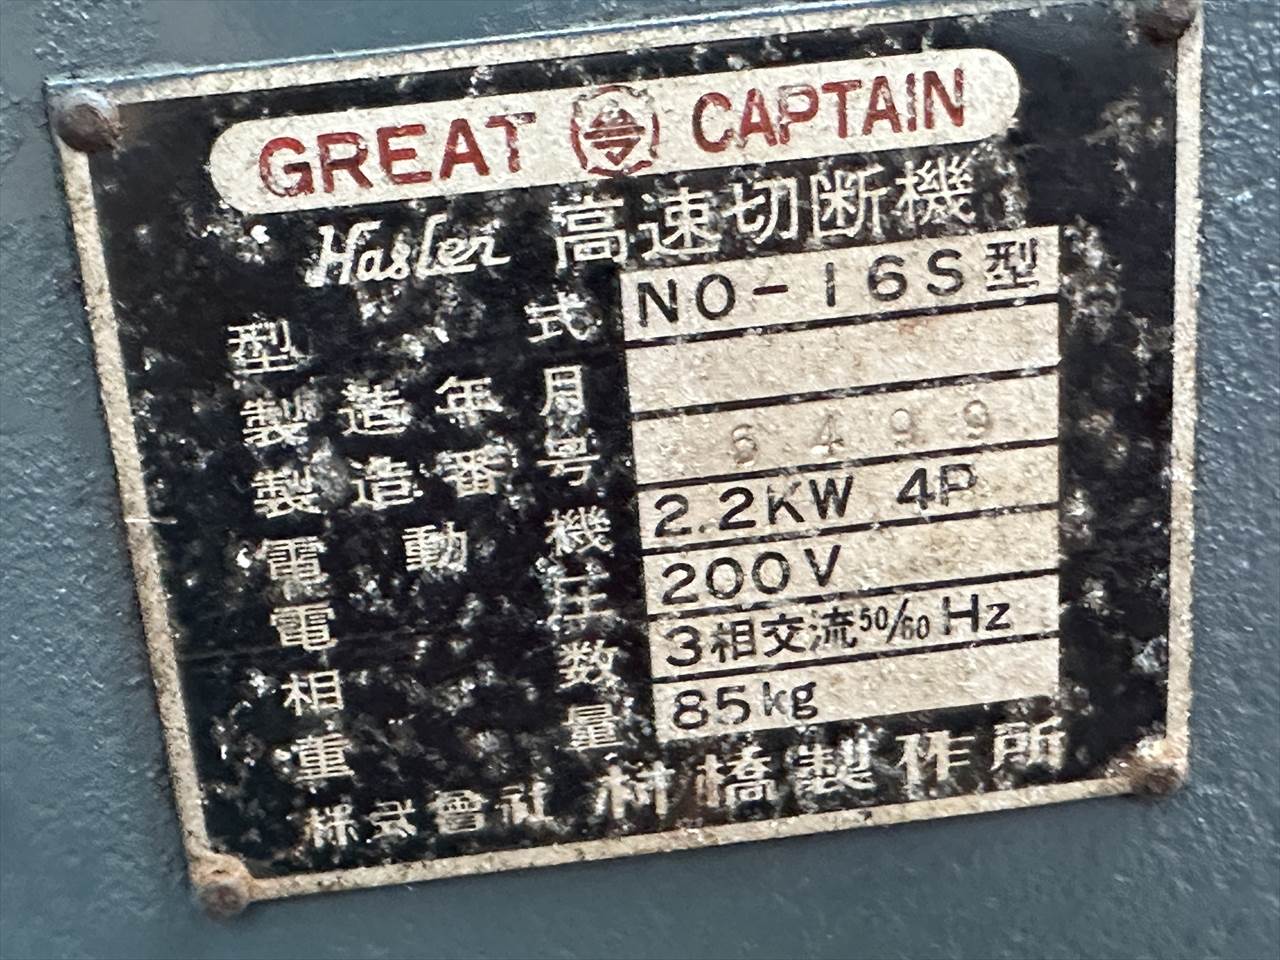 GREAT CAPTAIN
Hasler 高速切断機
型式 NO-16S型
製造年月
製造番号 6499
電動機 2.2KW 4P
電圧 200V
相数 3相交流50/60Hz
重量 85kg
株式會社 村橋製作所